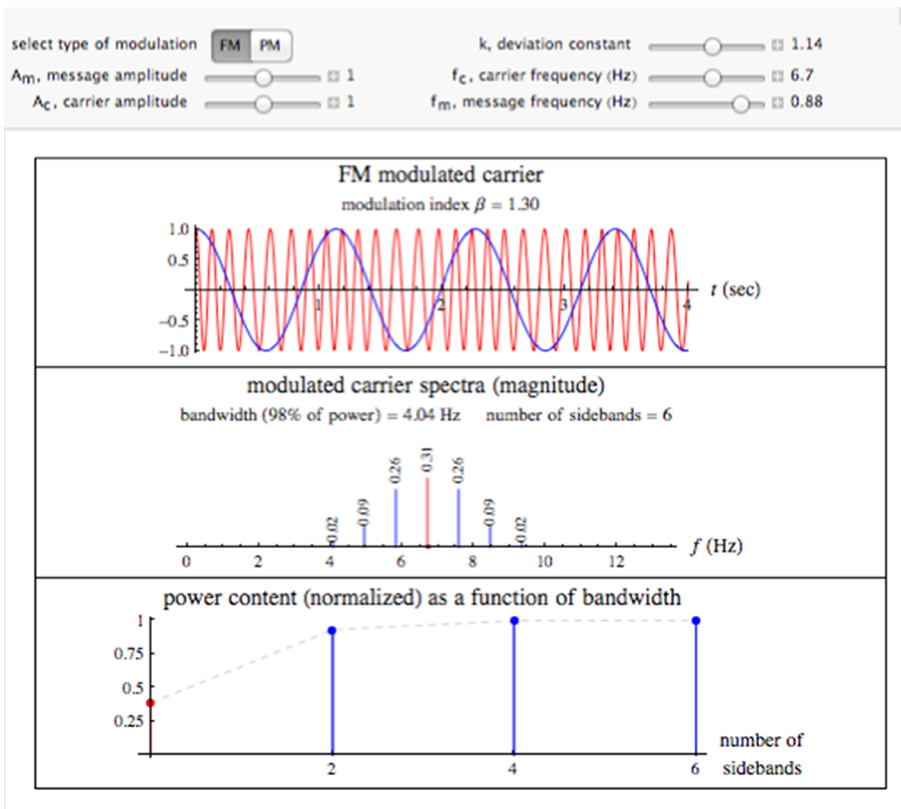 select type of modulation FM PM
k, deviation constant 1.14
Am, message amplitude 1
fc, carrier frequency (Hz) 6.7
Ac, carrier amplitude 1
fm, message frequency (Hz) 0.88
FM modulated carrier
modulation index β = 1.30
1.0
0.5
-0.5
-1.0
1 2 3 4
t (sec)
modulated carrier spectra (magnitude)
bandwidth (98% of power) = 4.04 Hz number of sidebands = 6
0.02 0.09 0.26 0.31 0.26 0.09 0.02
0 2 4 6 8 10 12
f (Hz)
power content (normalized) as a function of bandwidth
1
0.75
0.5
0.25
2 4 6
number of
sidebands